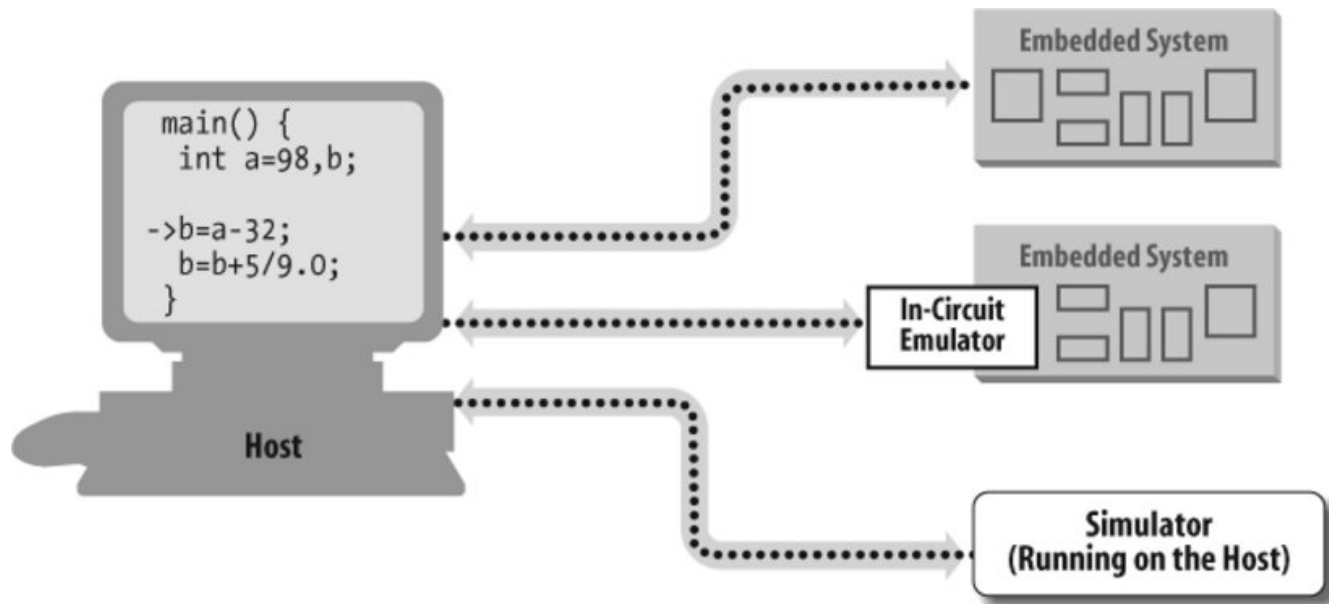 main() {
int a=98,b;
->b=a-32;
b=b+5/9.0;
}
Host
Embedded System
Embedded System
In-Circuit
Emulator
Simulator
(Running on the Host)